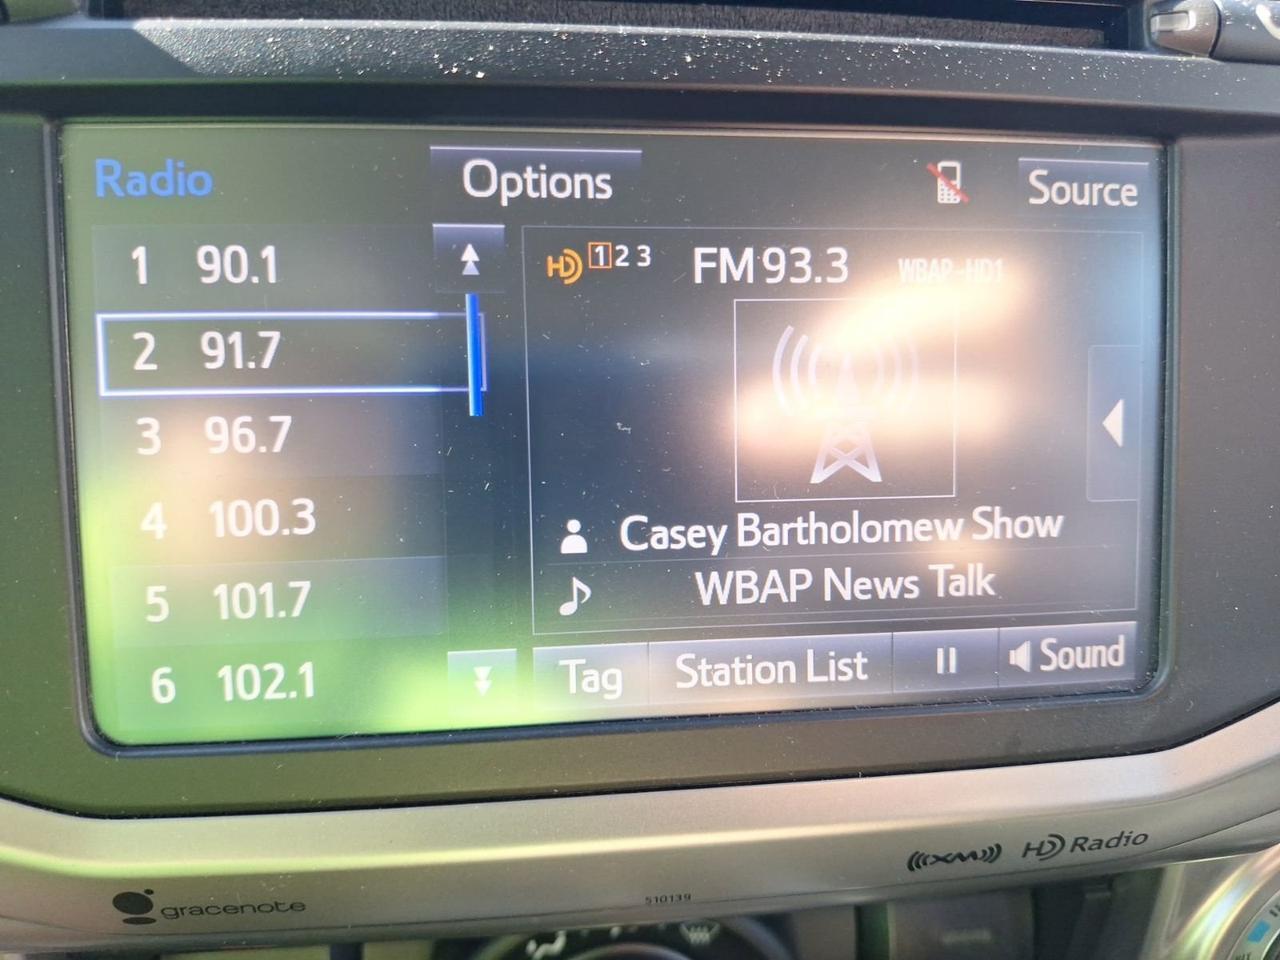 Radio
Options
Source
1 90.1
2 91.7
3 96.7
4 100.3
5 101.7
6 102.1
HD 1 2 3
FM 93.3
WBAP-HD1
Casey Bartholomew Show
WBAP News Talk
Tag
Station List
Sound
((XM))
HD Radio
gracenote
510139